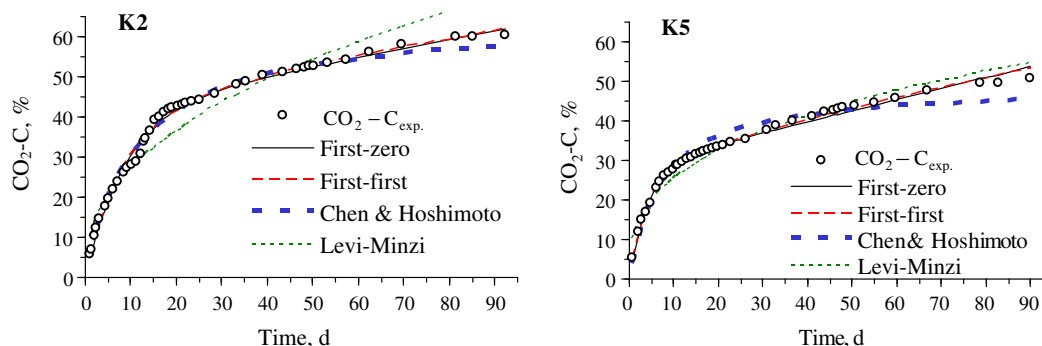 K2
CO2-C, %
60
50
40
30
20
10
0
CO2 – Cexp.
First-zero
First-first
Chen & Hoshimoto
Levi-Minzi
0 10 20 30 40 50 60 70 80 90
Time, d
K5
CO2-C, %
60
50
40
30
20
10
0
CO2 – Cexp.
First-zero
First-first
Chen & Hoshimoto
Levi-Minzi
0 10 20 30 40 50 60 70 80 90
Time, d